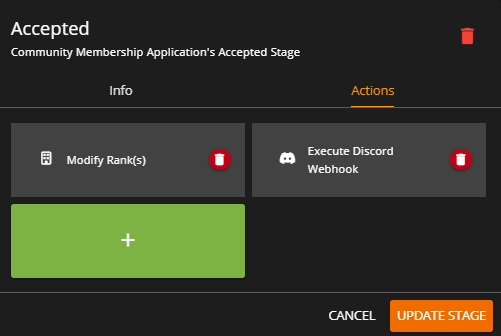 Accepted
Community Membership Application's Accepted Stage
Info
Actions
Modify Rank(s)
Execute Discord
Webhook
+
CANCEL
UPDATE STAGE